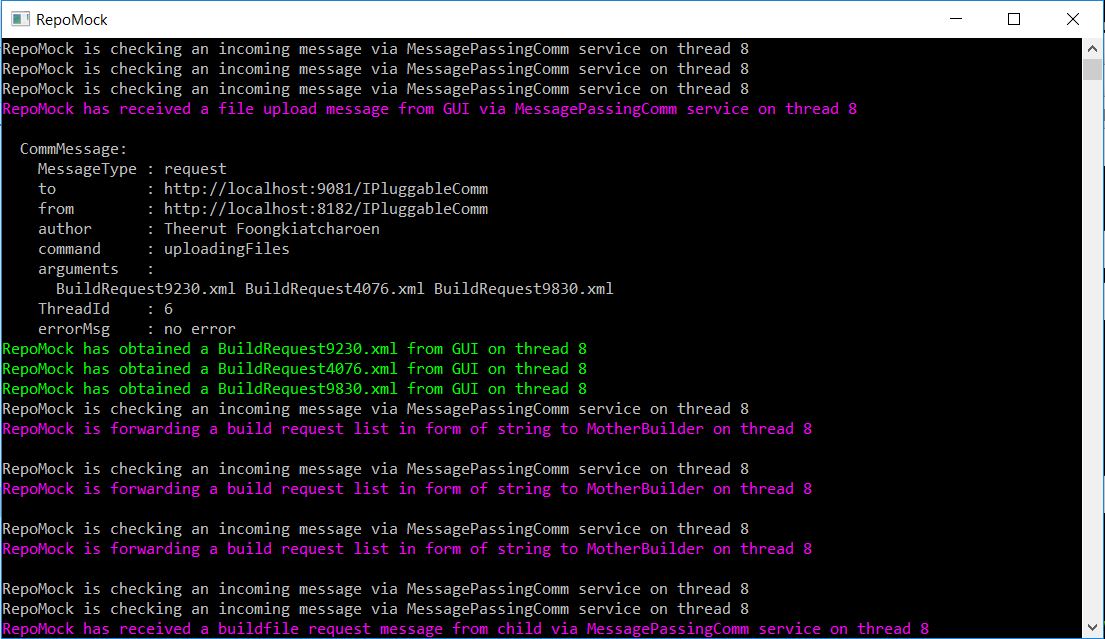 RepoMock
RepoMock is checking an incoming message via MessagePassingComm service on thread 8
RepoMock is checking an incoming message via MessagePassingComm service on thread 8
RepoMock is checking an incoming message via MessagePassingComm service on thread 8
RepoMock has received a file upload message from GUI via MessagePassingComm service on thread 8
CommMessage:
MessageType : request
to : http://localhost:9081/IPluggableComm
from : http://localhost:8182/IPluggableComm
author : Theerut Foongkiatcharoen
command : uploadingFiles
arguments :
BuildRequest9230.xml BuildRequest4076.xml BuildRequest9830.xml
ThreadId : 6
errorMsg : no error
RepoMock has obtained a BuildRequest9230.xml from GUI on thread 8
RepoMock has obtained a BuildRequest4076.xml from GUI on thread 8
RepoMock has obtained a BuildRequest9830.xml from GUI on thread 8
RepoMock is checking an incoming message via MessagePassingComm service on thread 8
RepoMock is forwarding a build request list in form of string to MotherBuilder on thread 8
RepoMock is checking an incoming message via MessagePassingComm service on thread 8
RepoMock is forwarding a build request list in form of string to MotherBuilder on thread 8
RepoMock is checking an incoming message via MessagePassingComm service on thread 8
RepoMock is forwarding a build request list in form of string to MotherBuilder on thread 8
RepoMock is checking an incoming message via MessagePassingComm service on thread 8
RepoMock is checking an incoming message via MessagePassingComm service on thread 8
RepoMock has received a buildfile request message from child via MessagePassingComm service on thread 8